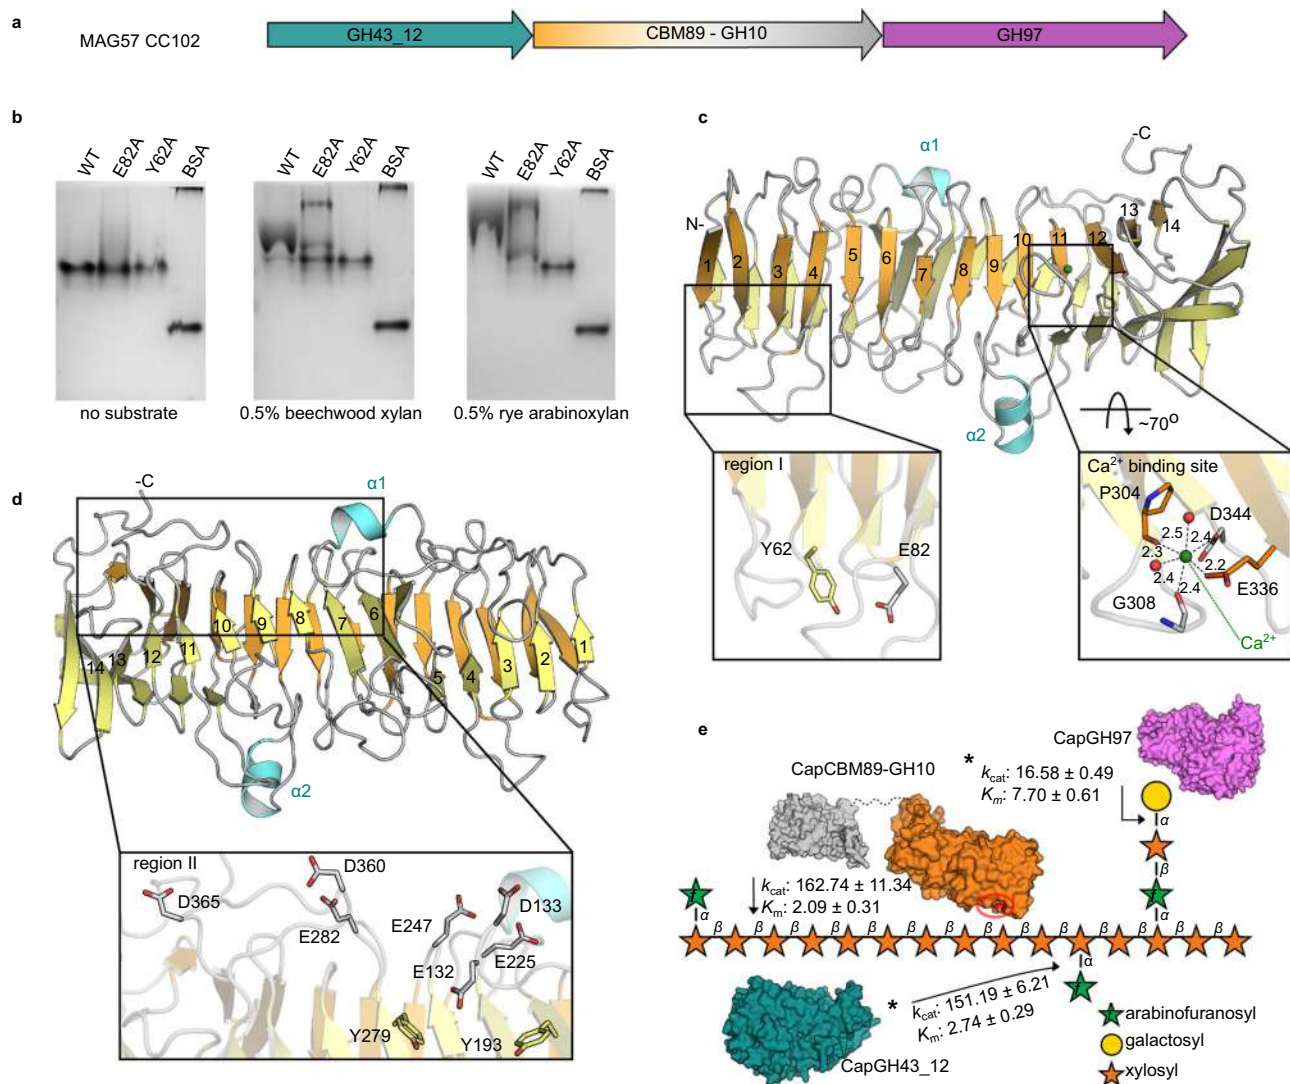 a
MAG57 CC102
GH43_12
CBM89 - GH10
GH97
b
WT
E82A
Y62A
BSA
WT
E82A
Y62A
BSA
WT
E82A
Y62A
BSA
no substrate
0.5% beechwood xylan
0.5% rye arabinoxylan
c
-C
α1
N-
1
2
3
4
5
6
7
8
9
10
11
12
13
14
α2
~70°
region I
Y62
E82
Ca²⁺ binding site
P304
D344
2.5
2.4
2.3
2.2
2.4
2.4
E336
G308
Ca²⁺
d
-C
α1
14
13
12
11
10
9
8
7
6
5
4
3
2
1
α2
region II
D360
D365
E282
E247
D133
E225
E132
Y279
Y193
e
CapGH97
*
kcat: 16.58 ± 0.49
Km: 7.70 ± 0.61
CapCBM89-GH10
kcat: 162.74 ± 11.34
Km: 2.09 ± 0.31
α
β
f
α
f
α
β β β β β β β β β β β β β β
α
f
*
kcat: 151.19 ± 6.21
Km: 2.74 ± 0.29
CapGH43_12
f arabinofuranosyl
galactosyl
xylosyl